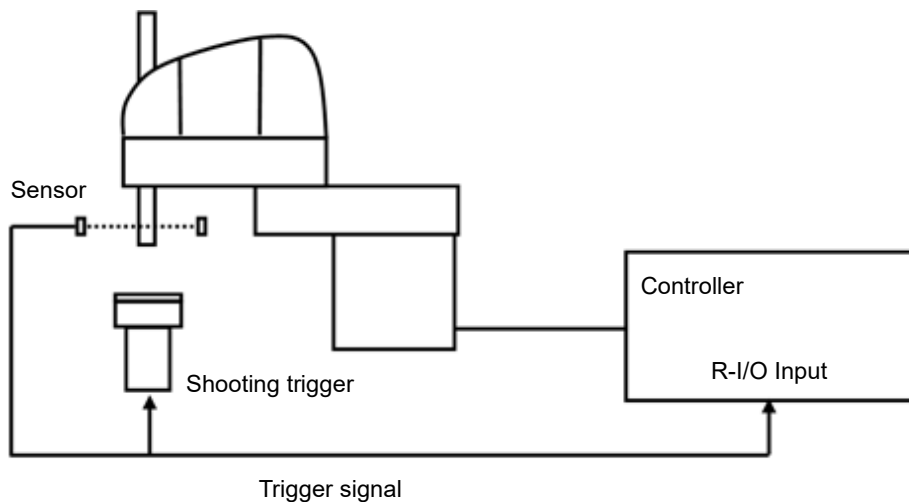 Sensor
Controller
R-I/O Input
Shooting trigger
Trigger signal